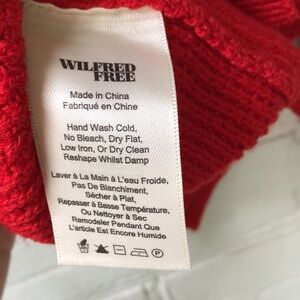 WILFRED
FREE
Made in China
Fabriqué en Chine
Hand Wash Cold,
No Bleach, Dry Flat,
Low Iron, Or Dry Clean
Reshape Whilst Damp
Laver à La Main à L'eau Froide,
Pas De Blanchiment,
Sécher à Plat,
Repasser à Basse Température,
Ou Nettoyer à Sec
Remodeler Pendant Que
L'article Est Encore Humide
P